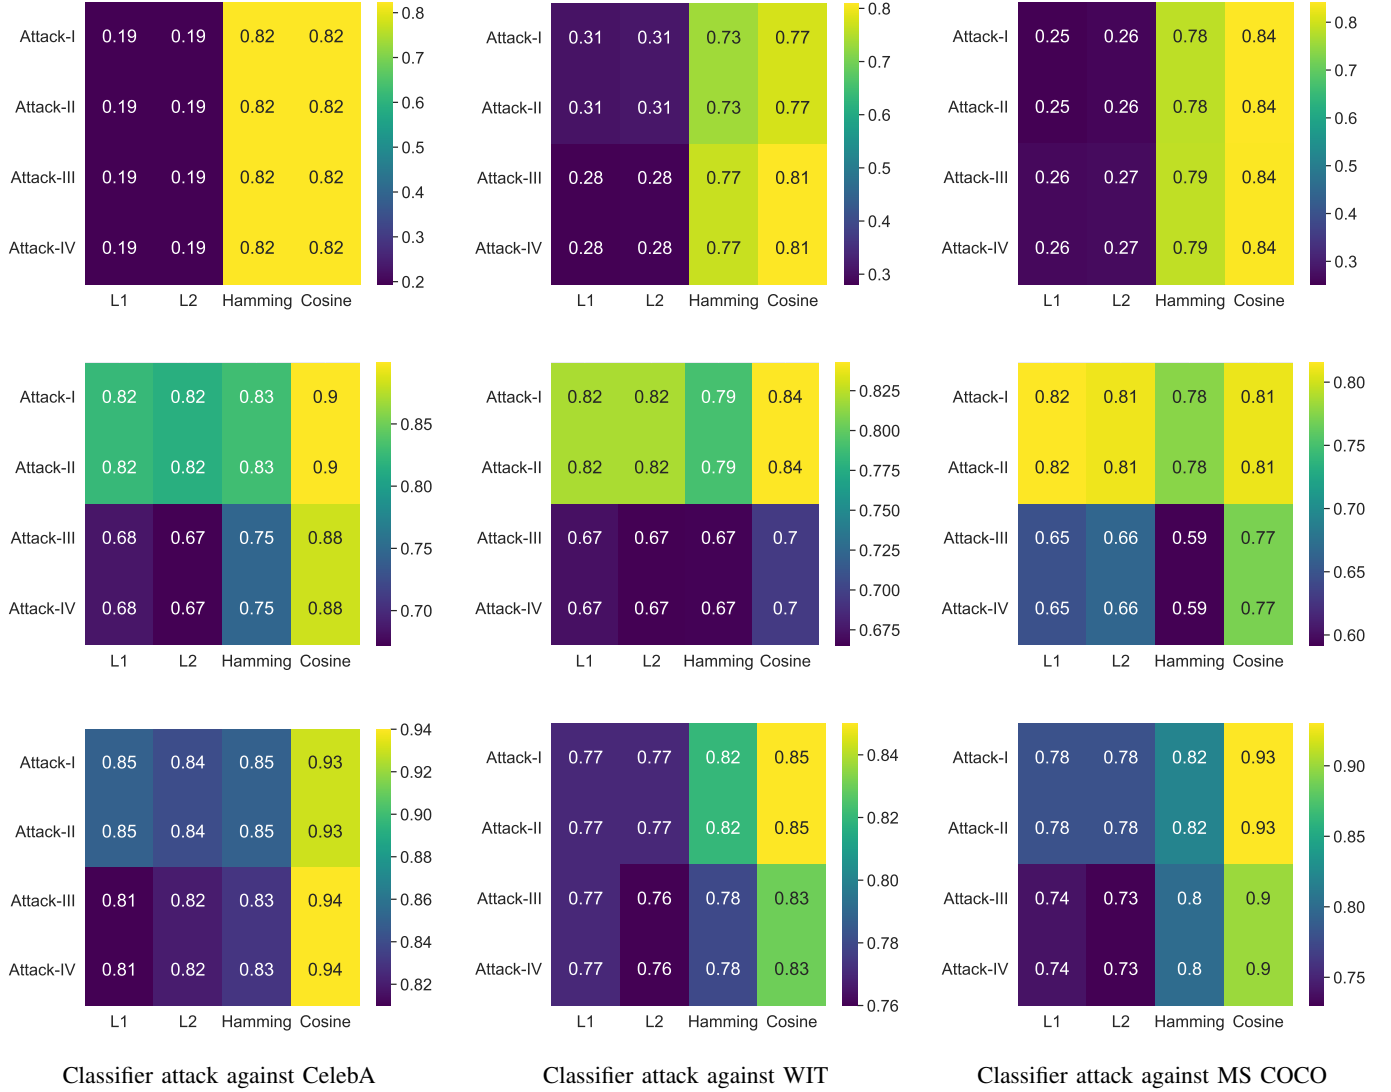 Attack-I 0.19 0.19 0.82 0.82 0.8
Attack-II 0.19 0.19 0.82 0.82 0.7
Attack-III 0.19 0.19 0.82 0.82 0.6
Attack-IV 0.19 0.19 0.82 0.82 0.5
0.4
0.3
0.2
L1 L2 Hamming Cosine
Attack-I 0.31 0.31 0.73 0.77 0.8
Attack-II 0.31 0.31 0.73 0.77 0.7
Attack-III 0.28 0.28 0.77 0.81 0.6
Attack-IV 0.28 0.28 0.77 0.81 0.5
0.4
0.3
L1 L2 Hamming Cosine
Attack-I 0.25 0.26 0.78 0.84 0.8
Attack-II 0.25 0.26 0.78 0.84 0.7
Attack-III 0.26 0.27 0.79 0.84 0.6
Attack-IV 0.26 0.27 0.79 0.84 0.5
0.4
0.3
L1 L2 Hamming Cosine
Attack-I 0.82 0.82 0.83 0.9 0.85
Attack-II 0.82 0.82 0.83 0.9 0.80
Attack-III 0.68 0.67 0.75 0.88 0.75
Attack-IV 0.68 0.67 0.75 0.88 0.70
L1 L2 Hamming Cosine
Attack-I 0.82 0.82 0.79 0.84 0.825
Attack-II 0.82 0.82 0.79 0.84 0.800
Attack-III 0.67 0.67 0.67 0.7 0.775
Attack-IV 0.67 0.67 0.67 0.7 0.750
0.725
0.700
0.675
L1 L2 Hamming Cosine
Attack-I 0.82 0.81 0.78 0.81 0.80
Attack-II 0.82 0.81 0.78 0.81 0.75
Attack-III 0.65 0.66 0.59 0.77 0.70
Attack-IV 0.65 0.66 0.59 0.77 0.65
0.60
L1 L2 Hamming Cosine
Attack-I 0.85 0.84 0.85 0.93 0.94
Attack-II 0.85 0.84 0.85 0.93 0.92
Attack-III 0.81 0.82 0.83 0.94 0.90
Attack-IV 0.81 0.82 0.83 0.94 0.88
0.86
0.84
0.82
L1 L2 Hamming Cosine
Attack-I 0.77 0.77 0.82 0.85 0.84
Attack-II 0.77 0.77 0.82 0.85 0.82
Attack-III 0.77 0.76 0.78 0.83 0.80
Attack-IV 0.77 0.76 0.78 0.83 0.78
0.76
L1 L2 Hamming Cosine
Attack-I 0.78 0.78 0.82 0.93 0.90
Attack-II 0.78 0.78 0.82 0.93 0.85
Attack-III 0.74 0.73 0.8 0.9 0.80
Attack-IV 0.74 0.73 0.8 0.9 0.75
L1 L2 Hamming Cosine
Classifier attack against CelebA
Classifier attack against WIT
Classifier attack against MS COCO